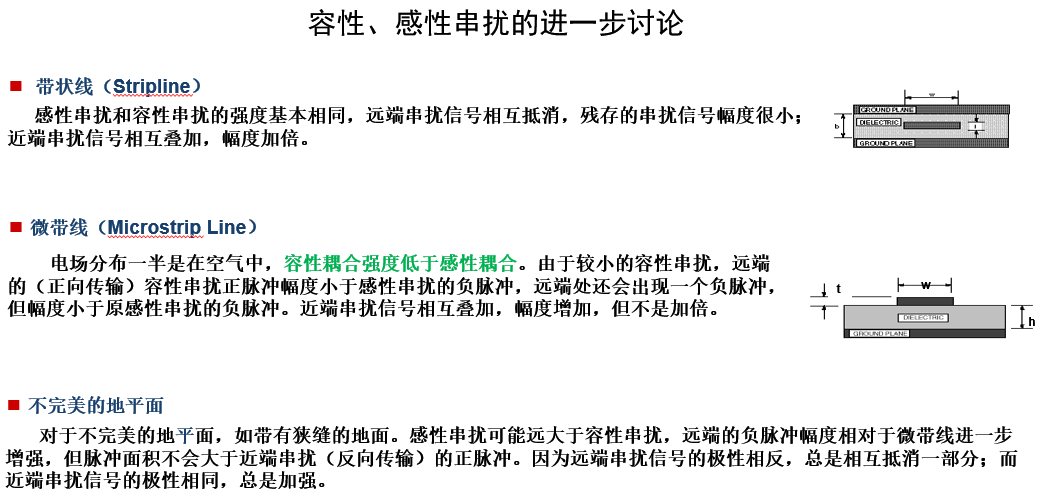 容性、感性串扰的进一步讨论
带状线（Stripline）
感性串扰和容性串扰的强度基本相同，远端串扰信号相互抵消，残存的串扰信号幅度很小；
近端串扰信号相互叠加，幅度加倍。
w
GROUND PLANE
DIELECTRIC
b
t
GROUND PLANE
微带线（Microstrip Line）
电场分布一半是在空气中，容性耦合强度低于感性耦合。由于较小的容性串扰，远端
的（正向传输）容性串扰正脉冲幅度小于感性串扰的负脉冲，远端处还会出现一个负脉冲，
但幅度小于原感性串扰的负脉冲。近端串扰信号相互叠加，幅度增加，但不是加倍。
t
w
DIELECTRIC
h
GROUND PLANE
不完美的地平面
对于不完美的地平面，如带有狭缝的地面。感性串扰可能远大于容性串扰，远端的负脉冲幅度相对于微带线进一步
增强，但脉冲面积不会大于近端串扰（反向传输）的正脉冲。因为远端串扰信号的极性相反，总是相互抵消一部分；而
近端串扰信号的极性相同，总是加强。